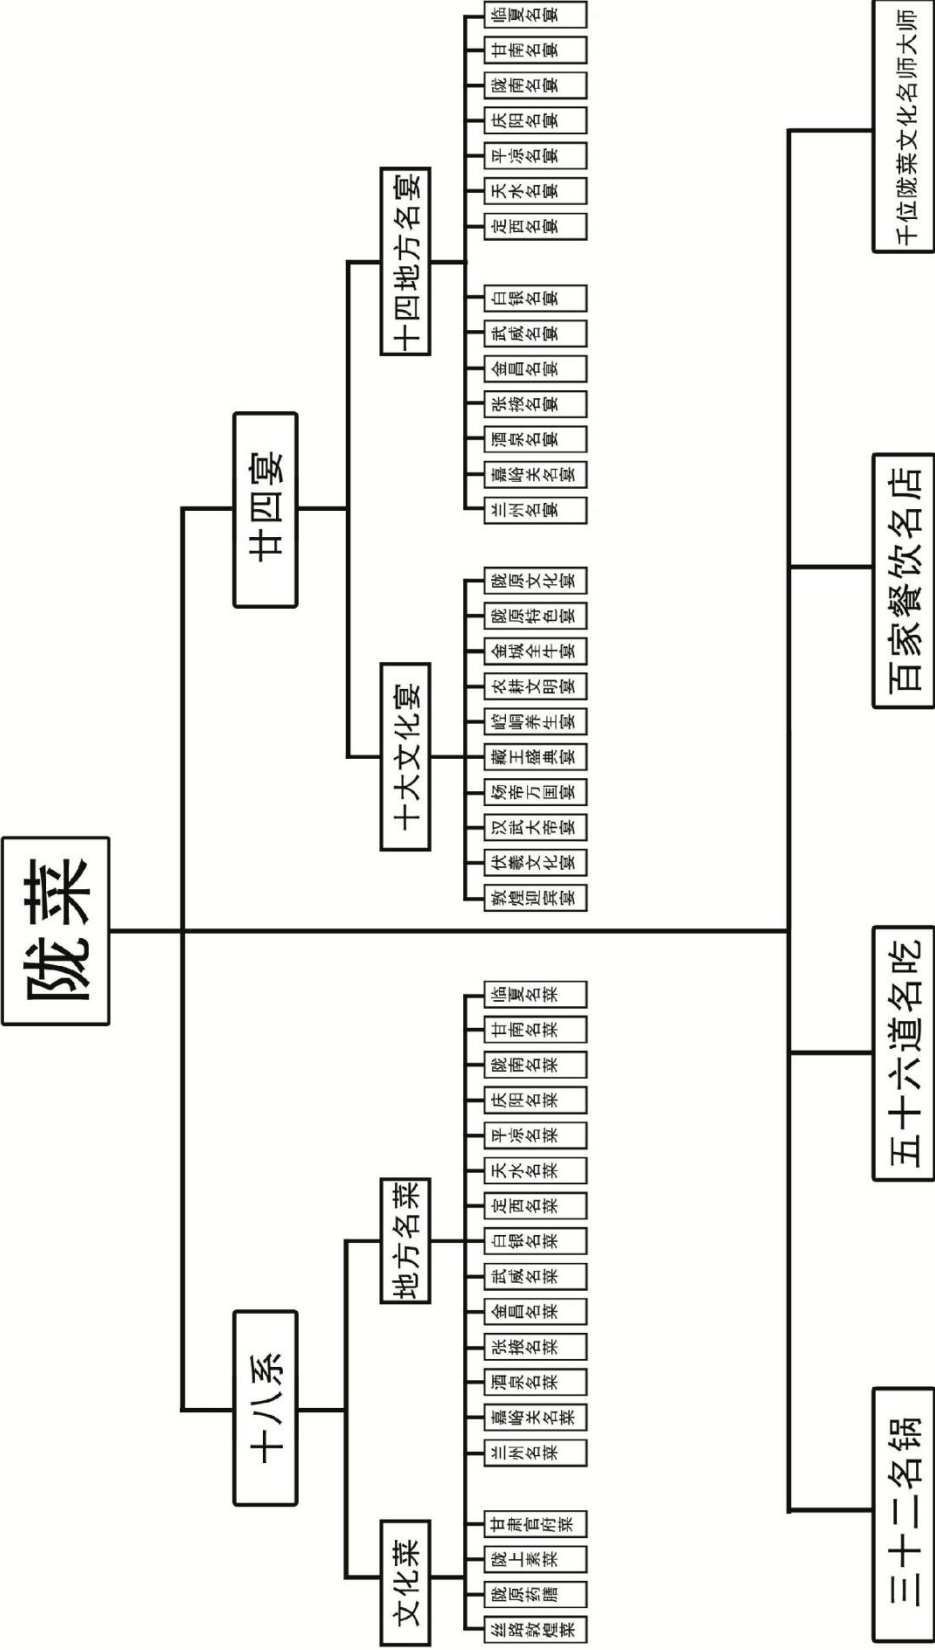 陇菜
十八系
廿四宴
文化菜
地方名菜
十大文化宴
十四地方名宴
丝路敦煌菜
陇原药膳
陇上素菜
甘肃官府菜
兰州名菜
嘉峪关名菜
酒泉名菜
张掖名菜
金昌名菜
武威名菜
白银名菜
定西名菜
天水名菜
平凉名菜
庆阳名菜
陇南名菜
甘南名菜
临夏名菜
敦煌迎宾宴
伏羲文化宴
汉武大帝宴
炀帝万国宴
藏王盛典宴
崆峒养生宴
农耕文明宴
金城全牛宴
陇原特色宴
陇原文化宴
兰州名宴
嘉峪关名宴
酒泉名宴
张掖名宴
金昌名宴
武威名宴
白银名宴
定西名宴
天水名宴
平凉名宴
庆阳名宴
陇南名宴
甘南名宴
临夏名宴
三十二名锅
五十六道名吃
百家餐饮名店
千位陇菜文化名师大师